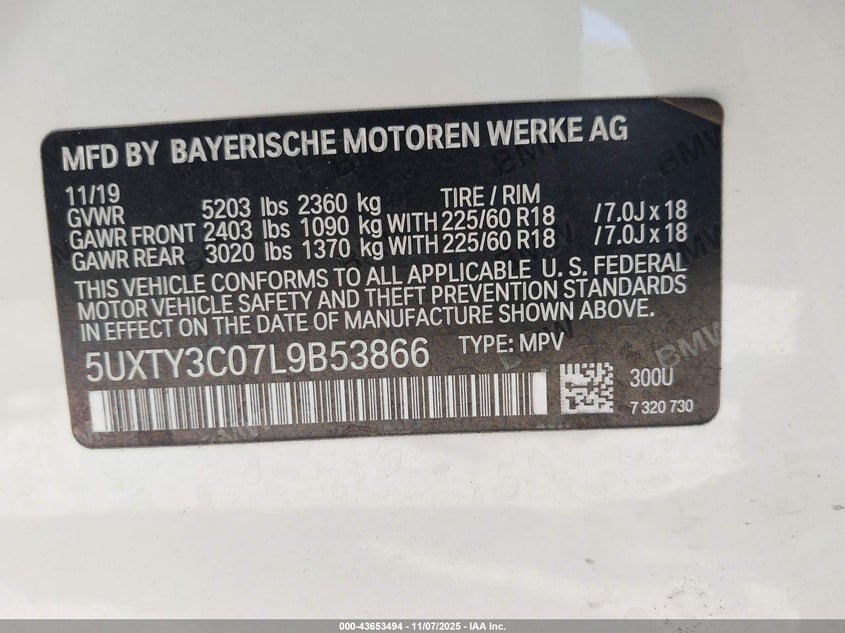 MFD BY BAYERISCHE MOTOREN WERKE AG
11/19 TIRE / RIM
GVWR 5203 lbs 2360 kg
GAWR FRONT 2403 lbs 1090 kg WITH 225/60 R18 /7.0J x 18
GAWR REAR 3020 lbs 1370 kg WITH 225/60 R18 /7.0J x 18
THIS VEHICLE CONFORMS TO ALL APPLICABLE U. S. FEDERAL
MOTOR VEHICLE SAFETY AND THEFT PREVENTION STANDARDS
IN EFFECT ON THE DATE OF MANUFACTURE SHOWN ABOVE.
5UXTY3C07L9B53866 TYPE: MPV
300U
7 320 730
BMW
BMW
000-43653494 — 11/07/2025 — IAA Inc.